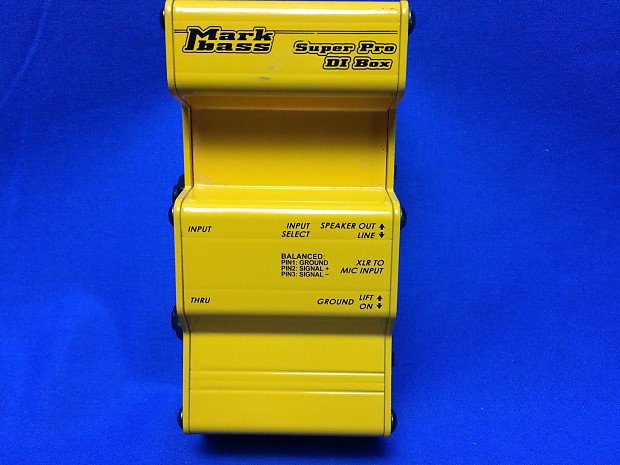 Mark
bass
Super Pro
DI Box
INPUT
INPUT
SELECT
SPEAKER OUT ↑
LINE ↓
BALANCED:
PIN1: GROUND
PIN2: SIGNAL +
PIN3: SIGNAL –
XLR TO
MIC INPUT
THRU
GROUND
LIFT ↑
ON ↓